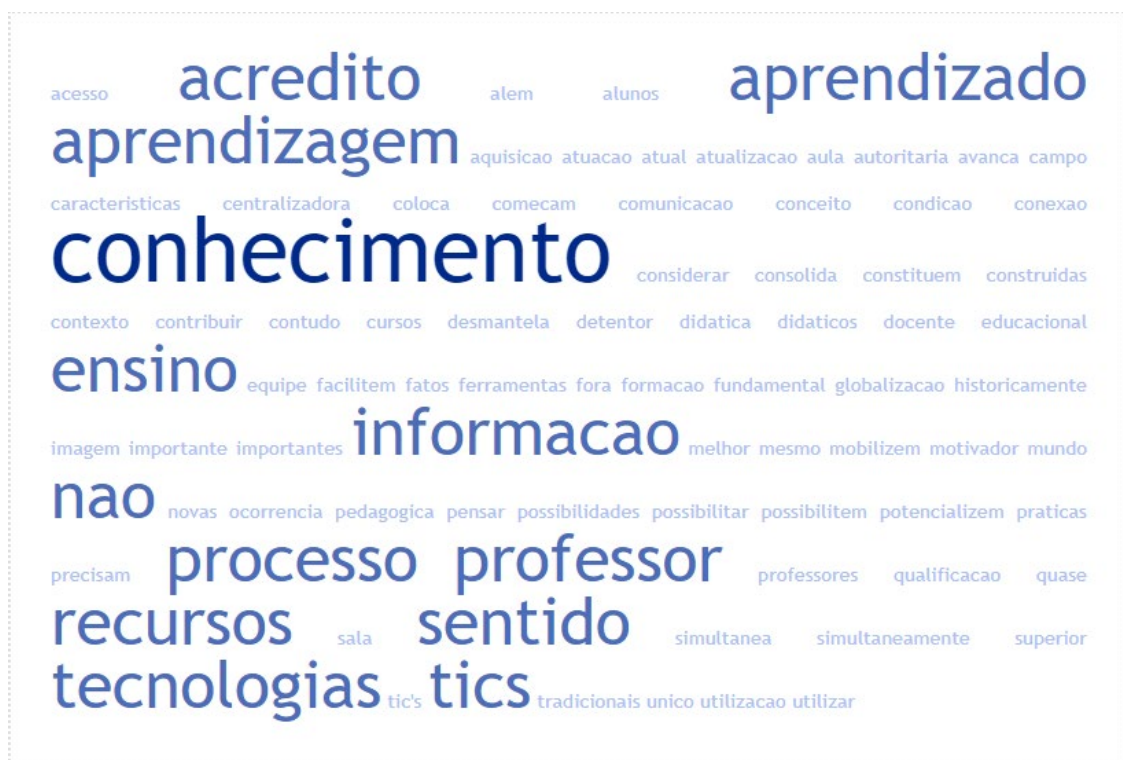 acesso acredito alem alunos aprendizado
aprendizagem aquisicao atuacao atual atualizacao aula autoritaria avanca campo
caracteristicas centralizadora coloca comecam comunicacao conceito condicao conexao
conhecimento considerar consolida constituem construidas
contexto contribuir contudo cursos desmantela detentor didatica didaticos docente educacional
ensino equipe facilitem fatos ferramentas fora formacao fundamental globalizacao historicamente
imagem importante importantes informacao melhor mesmo mobilizem motivador mundo
nao novas ocorrencia pedagogica pensar possibilidades possibilitar possibilitem potencializem praticas
precisam processo professor professores qualificacao quase
recursos sala sentido simultanea simultaneamente superior
tecnologias tic's tics tradicionais unico utilizacao utilizar